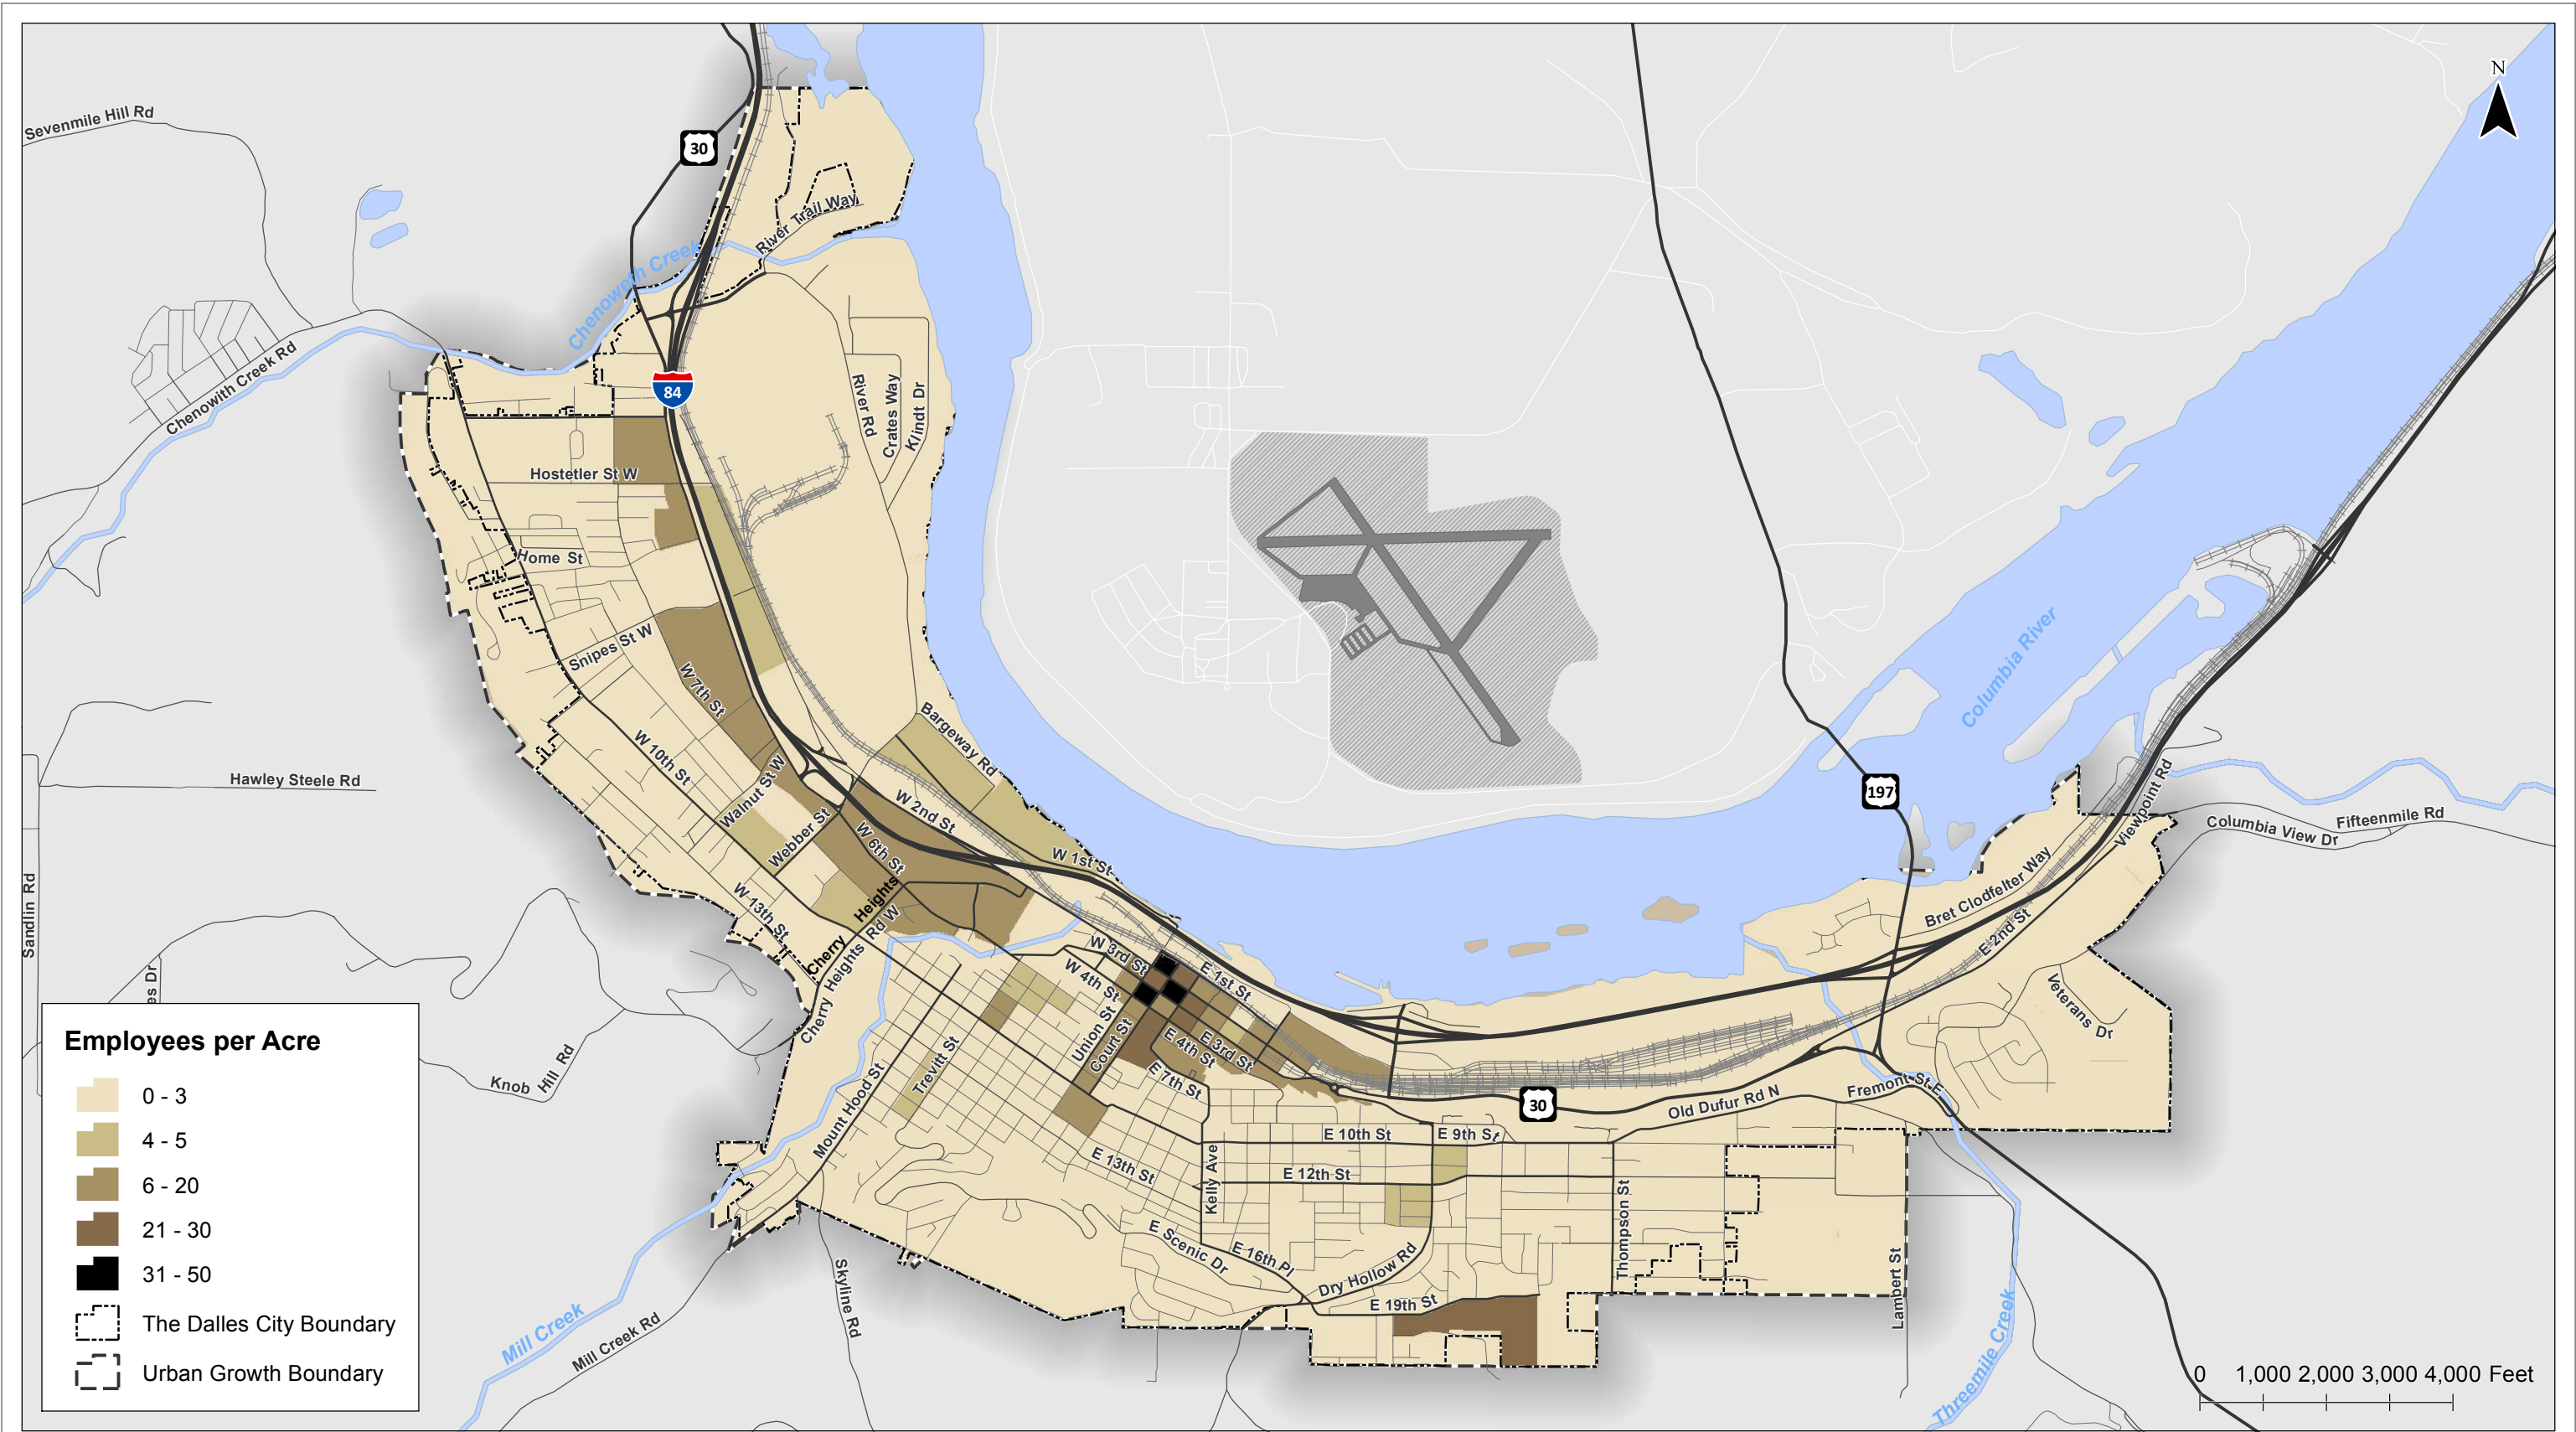 N
Sevenmile Hill Rd
30
River Trail Way
Chenoweth Creek
84
Chenowith Creek Rd
River Rd
Crates Way
Klindt Dr
Hostetler St W
Home St
Snipes St W
W 7th St
Columbia River
W 10th St
Bargeway Rd
Hawley Steele Rd
Walnut St W
W 2nd St
197
Viewpoint Rd
Fifteenmile Rd
Columbia View Dr
Webber St
W 6th St
W 1st St
Sandlin Rd
W 13th St
Cherry Heights
Cherry Heights Rd W
Bret Clodfelter Way
E 2nd St
W 3rd St
W 4th St
E 1st St
es Dr
Veterans Dr
Union St
Court St
E 3rd St
E 4th St
E 7th St
Trevitt St
Mount Hood St
Knob Hill Rd
30
Old Dufur Rd N
Fremont St E
E 10th St
E 9th St
E 13th St
E 12th St
Kelly Ave
Thompson St
E Scenic Dr
E 16th Pl
Dry Hollow Rd
E 19th St
Lambert St
Skyline Rd
Mill Creek
Mill Creek Rd
Threemile Creek
Employees per Acre
0 - 3
4 - 5
6 - 20
21 - 30
31 - 50
The Dalles City Boundary
Urban Growth Boundary
0 1,000 2,000 3,000 4,000 Feet